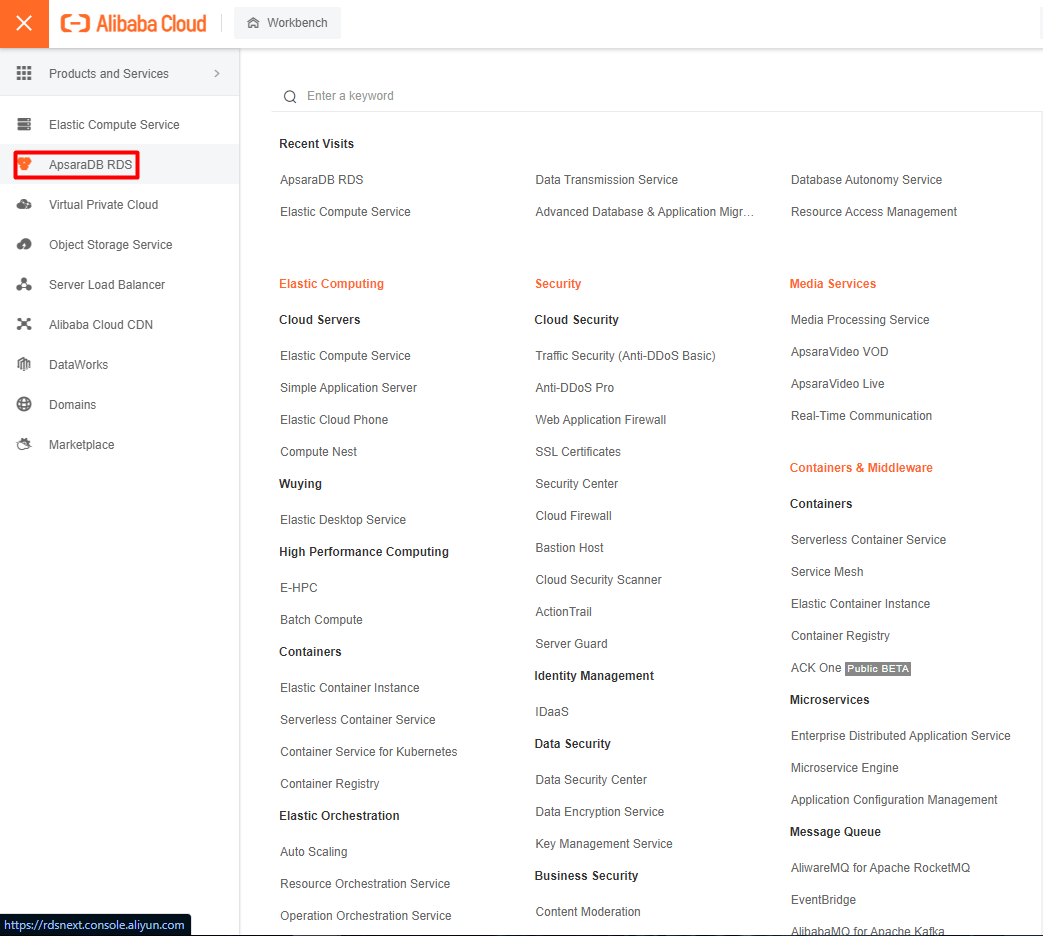 Alibaba Cloud
Workbench
Products and Services
Elastic Compute Service
ApsaraDB RDS
Virtual Private Cloud
Object Storage Service
Server Load Balancer
Alibaba Cloud CDN
DataWorks
Domains
Marketplace
Enter a keyword
Recent Visits
ApsaraDB RDS
Data Transmission Service
Database Autonomy Service
Elastic Compute Service
Advanced Database & Application Migr...
Resource Access Management
Elastic Computing
Cloud Servers
Elastic Compute Service
Simple Application Server
Elastic Cloud Phone
Compute Nest
Wuying
Elastic Desktop Service
High Performance Computing
E-HPC
Batch Compute
Containers
Elastic Container Instance
Serverless Container Service
Container Service for Kubernetes
Container Registry
Elastic Orchestration
Auto Scaling
Resource Orchestration Service
Operation Orchestration Service
Security
Cloud Security
Traffic Security (Anti-DDoS Basic)
Anti-DDoS Pro
Web Application Firewall
SSL Certificates
Security Center
Cloud Firewall
Bastion Host
Cloud Security Scanner
ActionTrail
Server Guard
Identity Management
IDaaS
Data Security
Data Security Center
Data Encryption Service
Key Management Service
Business Security
Content Moderation
Media Services
Media Processing Service
ApsaraVideo VOD
ApsaraVideo Live
Real-Time Communication
Containers & Middleware
Containers
Serverless Container Service
Service Mesh
Elastic Container Instance
Container Registry
ACK One Public BETA
Microservices
Enterprise Distributed Application Service
Microservice Engine
Application Configuration Management
Message Queue
AliwareMQ for Apache RocketMQ
EventBridge
AlibabaMQ for Apache Kafka
https://rdsnext.console.aliyun.com